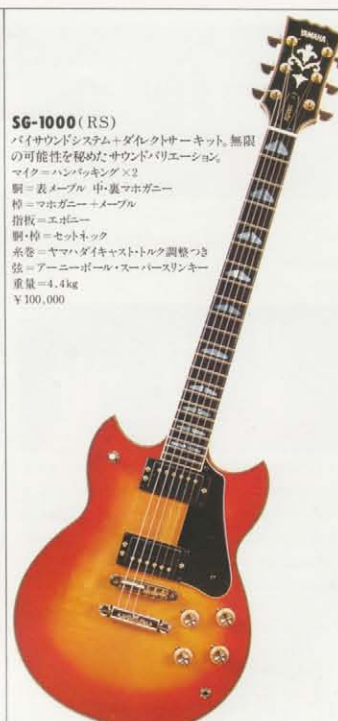 SG-1000(RS)
バイサウンドシステム+ダイレクトサーキット。無限
の可能性を秘めたサウンドバリエーション。
マイク=ハンバッキング×2
胴=表メープル 中・裏マホガニー
棹=マホガニー+メープル
指板=エボニー
胴・棹=セットネック
糸巻=ヤマハダイキャスト・トルク調整つき
弦=アーニーボール・スーパースリンキー
重量=4.4kg
¥100,000
YAMAHA